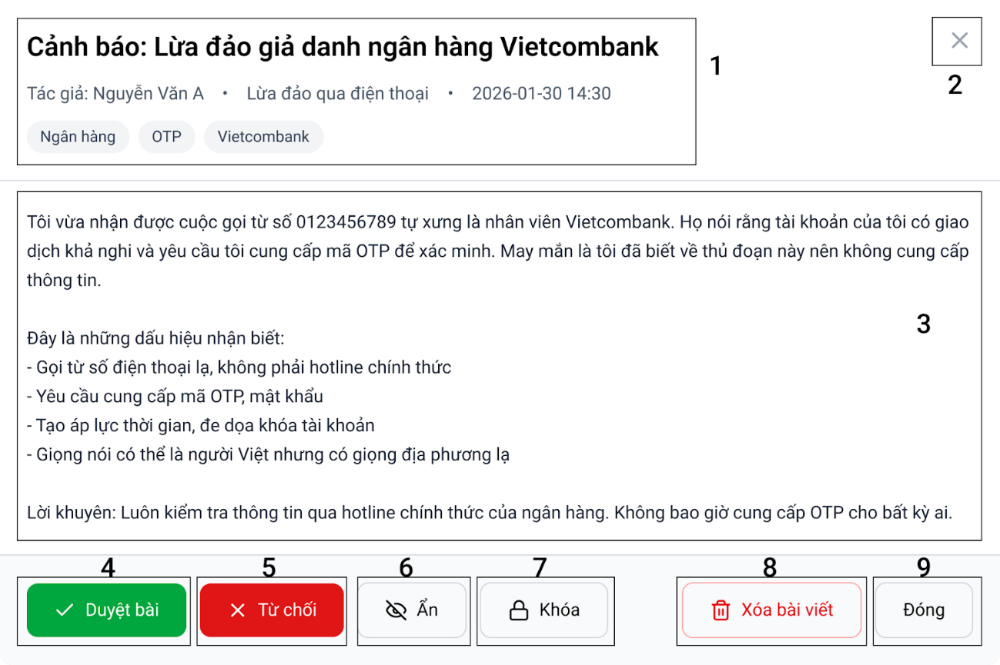 Cảnh báo: Lừa đảo giả danh ngân hàng Vietcombank
1
2
Tác giả: Nguyễn Văn A • Lừa đảo qua điện thoại • 2026-01-30 14:30
Ngân hàng OTP Vietcombank
Tôi vừa nhận được cuộc gọi từ số 0123456789 tự xưng là nhân viên Vietcombank. Họ nói rằng tài khoản của tôi có giao
dịch khả nghi và yêu cầu tôi cung cấp mã OTP để xác minh. May mắn là tôi đã biết về thủ đoạn này nên không cung cấp
thông tin.
3
Đây là những dấu hiệu nhận biết:
- Gọi từ số điện thoại lạ, không phải hotline chính thức
- Yêu cầu cung cấp mã OTP, mật khẩu
- Tạo áp lực thời gian, đe dọa khóa tài khoản
- Giọng nói có thể là người Việt nhưng có giọng địa phương lạ
Lời khuyên: Luôn kiểm tra thông tin qua hotline chính thức của ngân hàng. Không bao giờ cung cấp OTP cho bất kỳ ai.
4 5 6 7 8 9
Duyệt bài Từ chối Ẩn Khóa Xóa bài viết Đóng